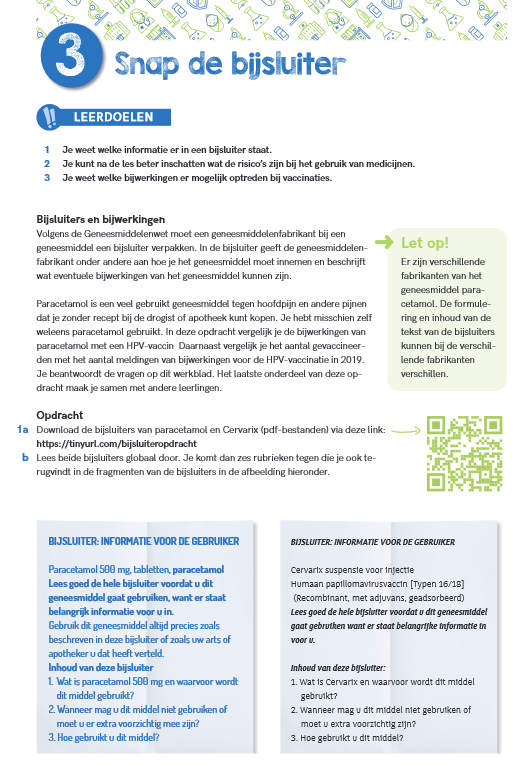 3
Snap de bijsluiter
!! LEERDOELEN
1 Je weet welke informatie er in een bijsluiter staat.
2 Je kunt na de les beter inschatten wat de risico's zijn bij het gebruik van medicijnen.
3 Je weet welke bijwerkingen er mogelijk optreden bij vaccinaties.
Bijsluiters en bijwerkingen
Volgens de Geneesmiddelenwet moet een geneesmiddelenfabrikant bij een
geneesmiddel een bijsluiter verpakken. In de bijsluiter geeft de geneesmiddelen-
fabrikant onder andere aan hoe je het geneesmiddel moet innemen en beschrijft
wat eventuele bijwerkingen van het geneesmiddel kunnen zijn.
Paracetamol is een veel gebruikt geneesmiddel tegen hoofdpijn en andere pijnen
dat je zonder recept bij de drogist of apotheek kunt kopen. Je hebt misschien zelf
weleens paracetamol gebruikt. In deze opdracht vergelijk je de bijwerkingen van
paracetamol met een HPV-vaccin Daarnaast vergelijk je het aantal gevaccineer-
den met het aantal meldingen van bijwerkingen voor de HPV-vaccinatie in 2019.
Je beantwoordt de vragen op dit werkblad. Het laatste onderdeel van deze op-
dracht maak je samen met andere leerlingen.
Let op!
Er zijn verschillende
fabrikanten van het
geneesmiddel para-
cetamol. De formule-
ring en inhoud van de
tekst van de bijsluiters
kunnen bij de verschil-
lende fabrikanten
verschillen.
Opdracht
1a Download de bijsluiters van paracetamol en Cervarix (pdf-bestanden) via deze link:
https://tinyurl.com/bijsluiteropdracht
b Lees beide bijsluiters globaal door. Je komt dan zes rubrieken tegen die je ook te-
rugvindt in de fragmenten van de bijsluiters in de afbeelding hieronder.
BIJSLUITER: INFORMATIE VOOR DE GEBRUIKER
Paracetamol 500 mg, tabletten, paracetamol
Lees goed de hele bijsluiter voordat u dit
geneesmiddel gaat gebruiken, want er staat
belangrijk informatie voor u in.
Gebruik dit geneesmiddel altijd precies zoals
beschreven in deze bijsluiter of zoals uw arts of
apotheker u dat heeft verteld.
Inhoud van deze bijsluiter
1. Wat is paracetamol 500 mg en waarvoor wordt
dit middel gebruikt?
2. Wanneer mag u dit middel niet gebruiken of
moet u er extra voorzichtig mee zijn?
3. Hoe gebruikt u dit middel?
BIJSLUITER: INFORMATIE VOOR DE GEBRUIKER
Cervarix suspensie voor injectie
Humaan papillomavirusvaccin [Typen 16/18]
(Recombinant, met adjuvans, geadsorbeerd)
Lees goed de hele bijsluiter voordat u dit geneesmiddel
gaat gebruiken want er staat belangrijke informatie in
voor u.
Inhoud van deze bijsluiter:
1. Wat is Cervarix en waarvoor wordt dit middel
gebruikt?
2. Wanneer mag u dit middel niet gebruiken of
moet u extra voorzichtig zijn?
3. Hoe gebruikt u dit middel?